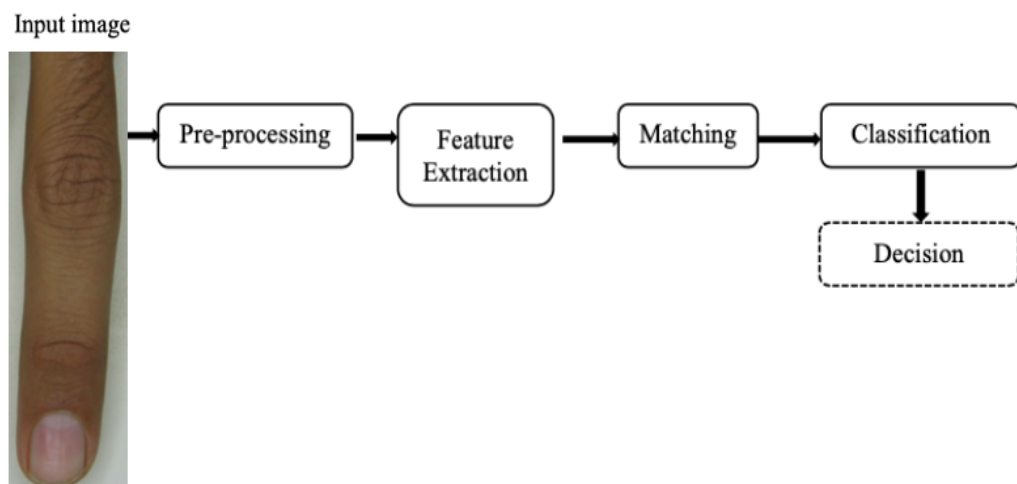 Input image
Pre-processing
Feature
Extraction
Matching
Classification
Decision